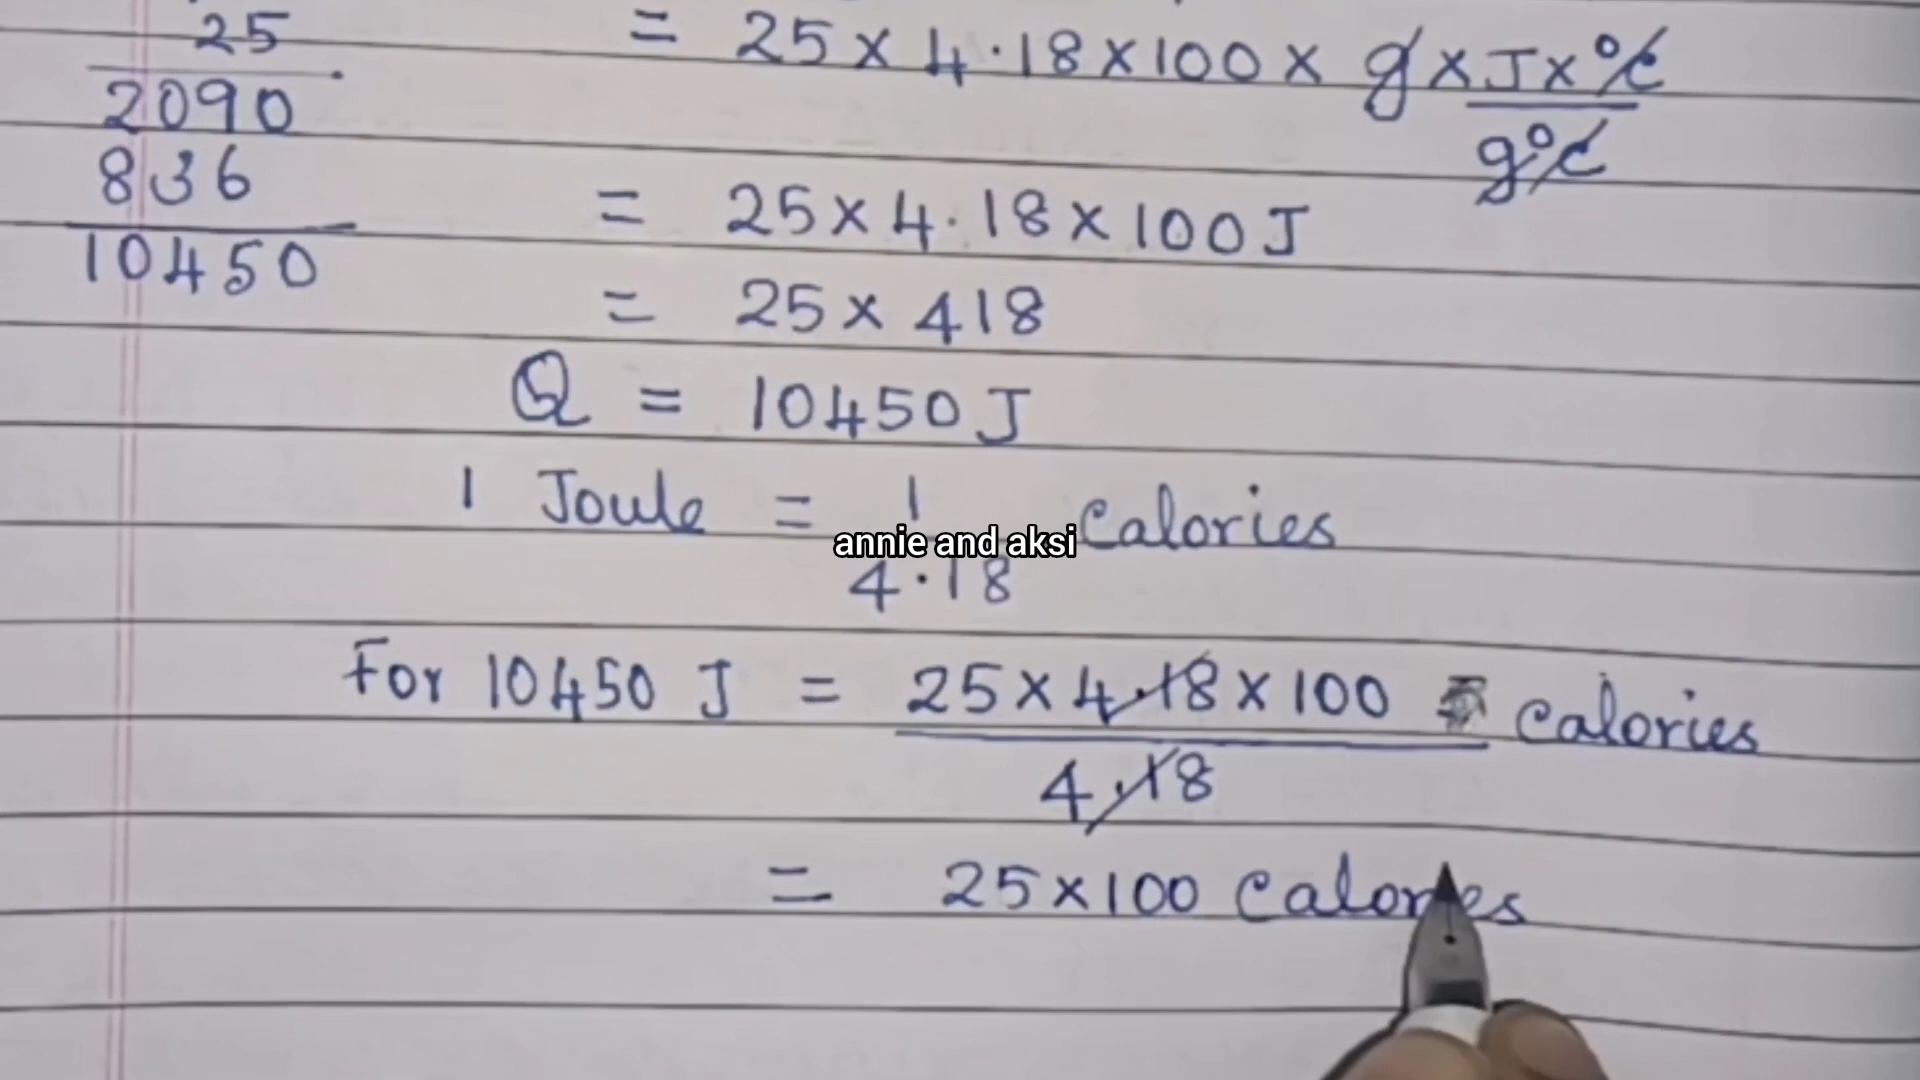 25
2090
836
10450
= 25 × 4.18 × 100 × g × J × °C
g°C
= 25 × 4.18 × 100 J
= 25 × 418
Q = 10450 J
1 Joule = 1 Calories
annie and aksi
4.18
For 10450 J = 25 × 4.18 × 100 calories
4.18
= 25 × 100 Calories